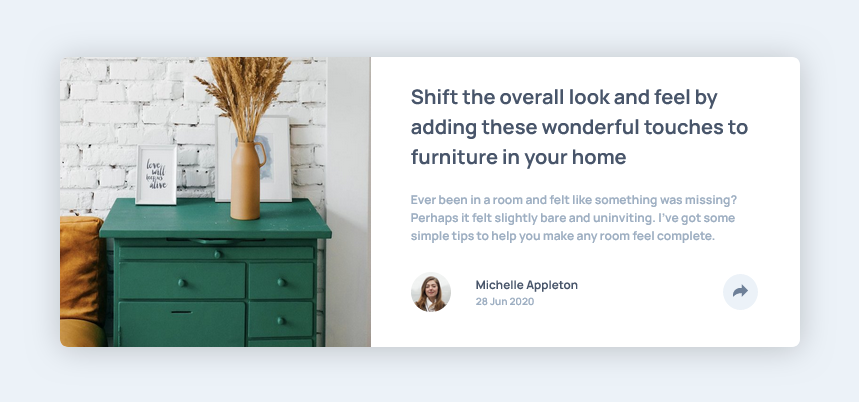 love
will
keep us
alive
Shift the overall look and feel by
adding these wonderful touches to
furniture in your home
Ever been in a room and felt like something was missing?
Perhaps it felt slightly bare and uninviting. I've got some
simple tips to help you make any room feel complete.
Michelle Appleton
28 Jun 2020